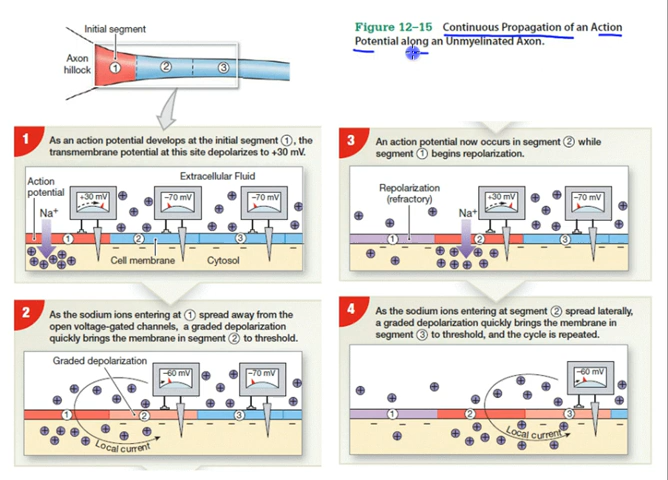 Initial segment
Axon
hillock
1
2
3
Figure 12–15 Continuous Propagation of an Action
Potential along an Unmyelinated Axon.
1
As an action potential develops at the initial segment 1, the
transmembrane potential at this site depolarizes to +30 mV.
Action
potential
Na+
+30 mV
Extracellular Fluid
–70 mV
–70 mV
1
2
3
Cell membrane
Cytosol
2
As the sodium ions entering at 1 spread away from the
open voltage-gated channels, a graded depolarization
quickly brings the membrane in segment 2 to threshold.
Graded depolarization
–60 mV
–70 mV
1
2
3
Local current
3
An action potential now occurs in segment 2 while
segment 1 begins repolarization.
Repolarization
(refractory)
Na+
+30 mV
–70 mV
1
2
3
4
As the sodium ions entering at segment 2 spread laterally,
a graded depolarization quickly brings the membrane in
segment 3 to threshold, and the cycle is repeated.
–60 mV
1
2
3
Local current